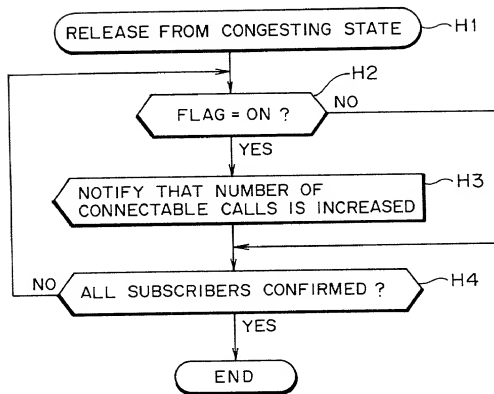 RELEASE FROM CONGESTING STATE
H1
H2
FLAG = ON ?
NO
YES
H3
NOTIFY THAT NUMBER OF
CONNECTABLE CALLS IS INCREASED
H4
NO
ALL SUBSCRIBERS CONFIRMED ?
YES
END